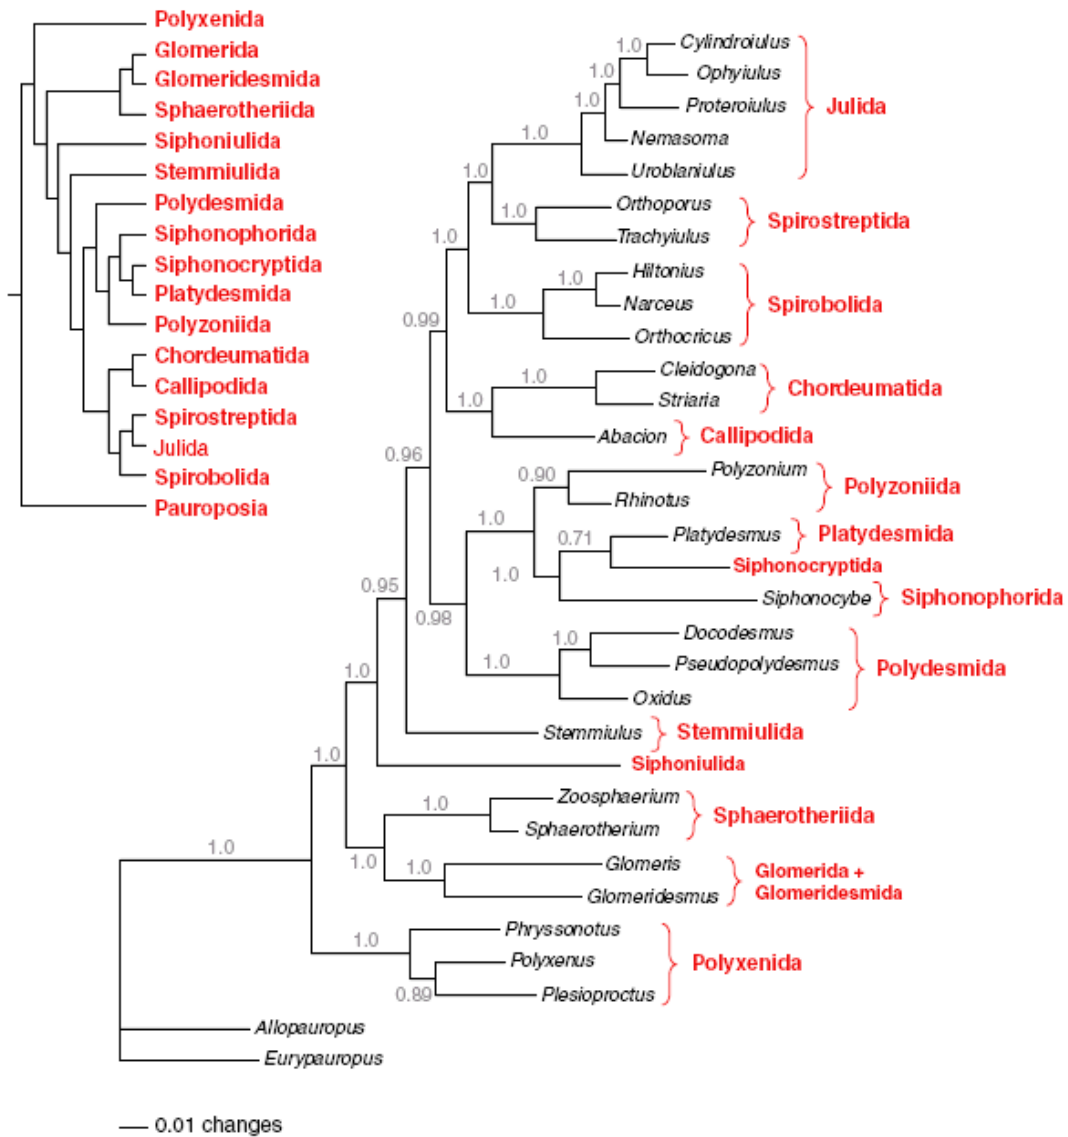 Polyxenida
Glomerida
Glomeridesmida
Sphaerotheriida
Siphoniulida
Stemmiulida
Polydesmida
Siphonophorida
Siphonocryptida
Platydesmida
Polyzoniida
Chordeumatida
Callipodida
Spirostreptida
Julida
Spirobolida
Pauroposia
1.0
Cylindroiulus
1.0
Ophyiulus
1.0
Proteroiulus
Julida
1.0
Nemasoma
1.0
Uroblaniulus
1.0
Orthoporus
1.0
Trachyiulus
Spirostreptida
1.0
Hiltonius
1.0
Narceus
1.0
Orthocricus
Spirobolida
0.99
Cleidogona
1.0
Striaria
Chordeumatida
1.0
Abacion
Callipodida
0.96
Polyzonium
0.90
Rhinotus
Polyzoniida
1.0
Platydesmus
Platydesmida
0.71
Siphonocryptida
1.0
Siphonocybe
Siphonophorida
0.95
0.98
Docodesmus
1.0
Pseudopolydesmus
1.0
Oxidus
Polydesmida
1.0
Stemmiulus
Stemmiulida
Siphoniulida
1.0
Zoosphaerium
1.0
Sphaerotherium
Sphaerotheriida
1.0
Glomeris
1.0
Glomeridesmus
Glomerida +
Glomeridesmida
1.0
Phryssonotus
1.0
Polyxenus
0.89
Plesioproctus
Polyxenida
Allopauropus
Eurypauropus
0.01 changes